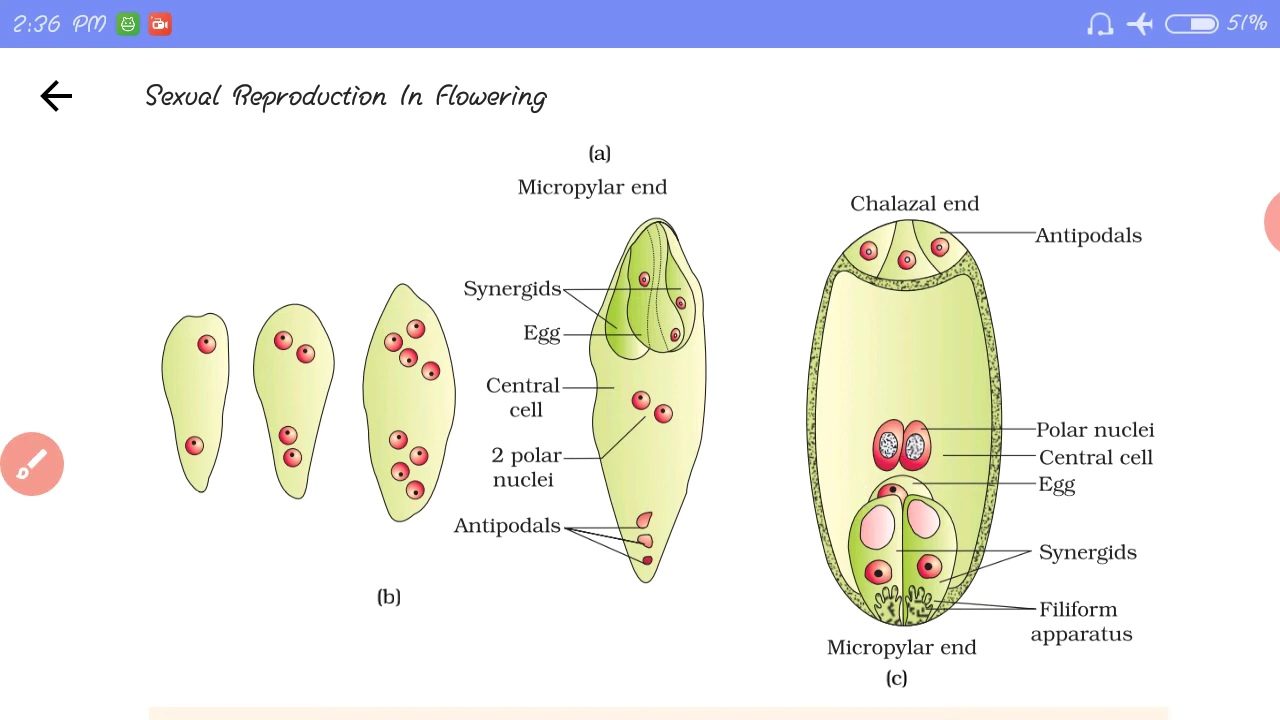 2:36 PM
51%
Sexual Reproduction In Flowering
(a)
Micropylar end
Synergids
Egg
Central
cell
2 polar
nuclei
Antipodals
(b)
Chalazal end
Antipodals
Polar nuclei
Central cell
Egg
Synergids
Filiform
apparatus
Micropylar end
(c)